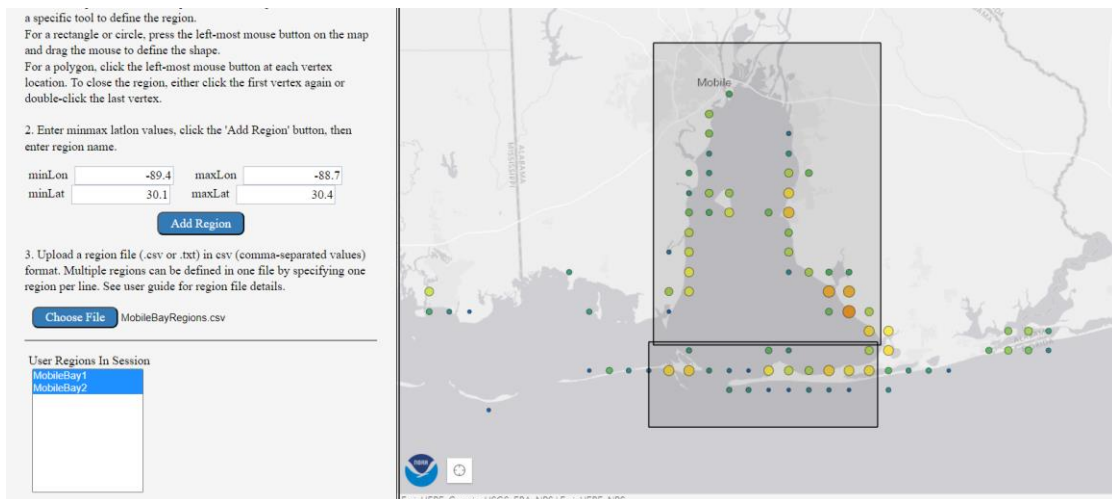 a specific tool to define the region.
For a rectangle or circle, press the left-most mouse button on the map
and drag the mouse to define the shape.
For a polygon, click the left-most mouse button at each vertex
location. To close the region, either click the first vertex again or
double-click the last vertex.
2. Enter minmax latlon values, click the 'Add Region' button, then
enter region name.
minLon -89.4 maxLon -88.7
minLat 30.1 maxLat 30.4
Add Region
3. Upload a region file (.csv or .txt) in csv (comma-separated values)
format. Multiple regions can be defined in one file by specifying one
region per line. See user guide for region file details.
Choose File MobileBayRegions.csv
User Regions In Session
MobileBay1
MobileBay2
Mobile
MISSISSIPPI
ALABAMA
NOAA